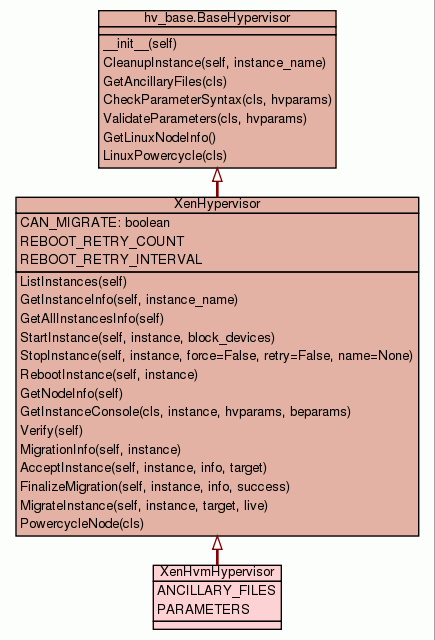 hv_base.BaseHypervisor
__init__(self)
CleanupInstance(self, instance_name)
GetAncillaryFiles(cls)
CheckParameterSyntax(cls, hvparams)
ValidateParameters(cls, hvparams)
GetLinuxNodeInfo()
LinuxPowercycle(cls)
XenHypervisor
CAN_MIGRATE: boolean
REBOOT_RETRY_COUNT
REBOOT_RETRY_INTERVAL
ListInstances(self)
GetInstanceInfo(self, instance_name)
GetAllInstancesInfo(self)
StartInstance(self, instance, block_devices)
StopInstance(self, instance, force=False, retry=False, name=None)
RebootInstance(self, instance)
GetNodeInfo(self)
GetInstanceConsole(cls, instance, hvparams, beparams)
Verify(self)
MigrationInfo(self, instance)
AcceptInstance(self, instance, info, target)
FinalizeMigration(self, instance, info, success)
MigrateInstance(self, instance, target, live)
PowercycleNode(cls)
XenHvmHypervisor
ANCILLARY_FILES
PARAMETERS